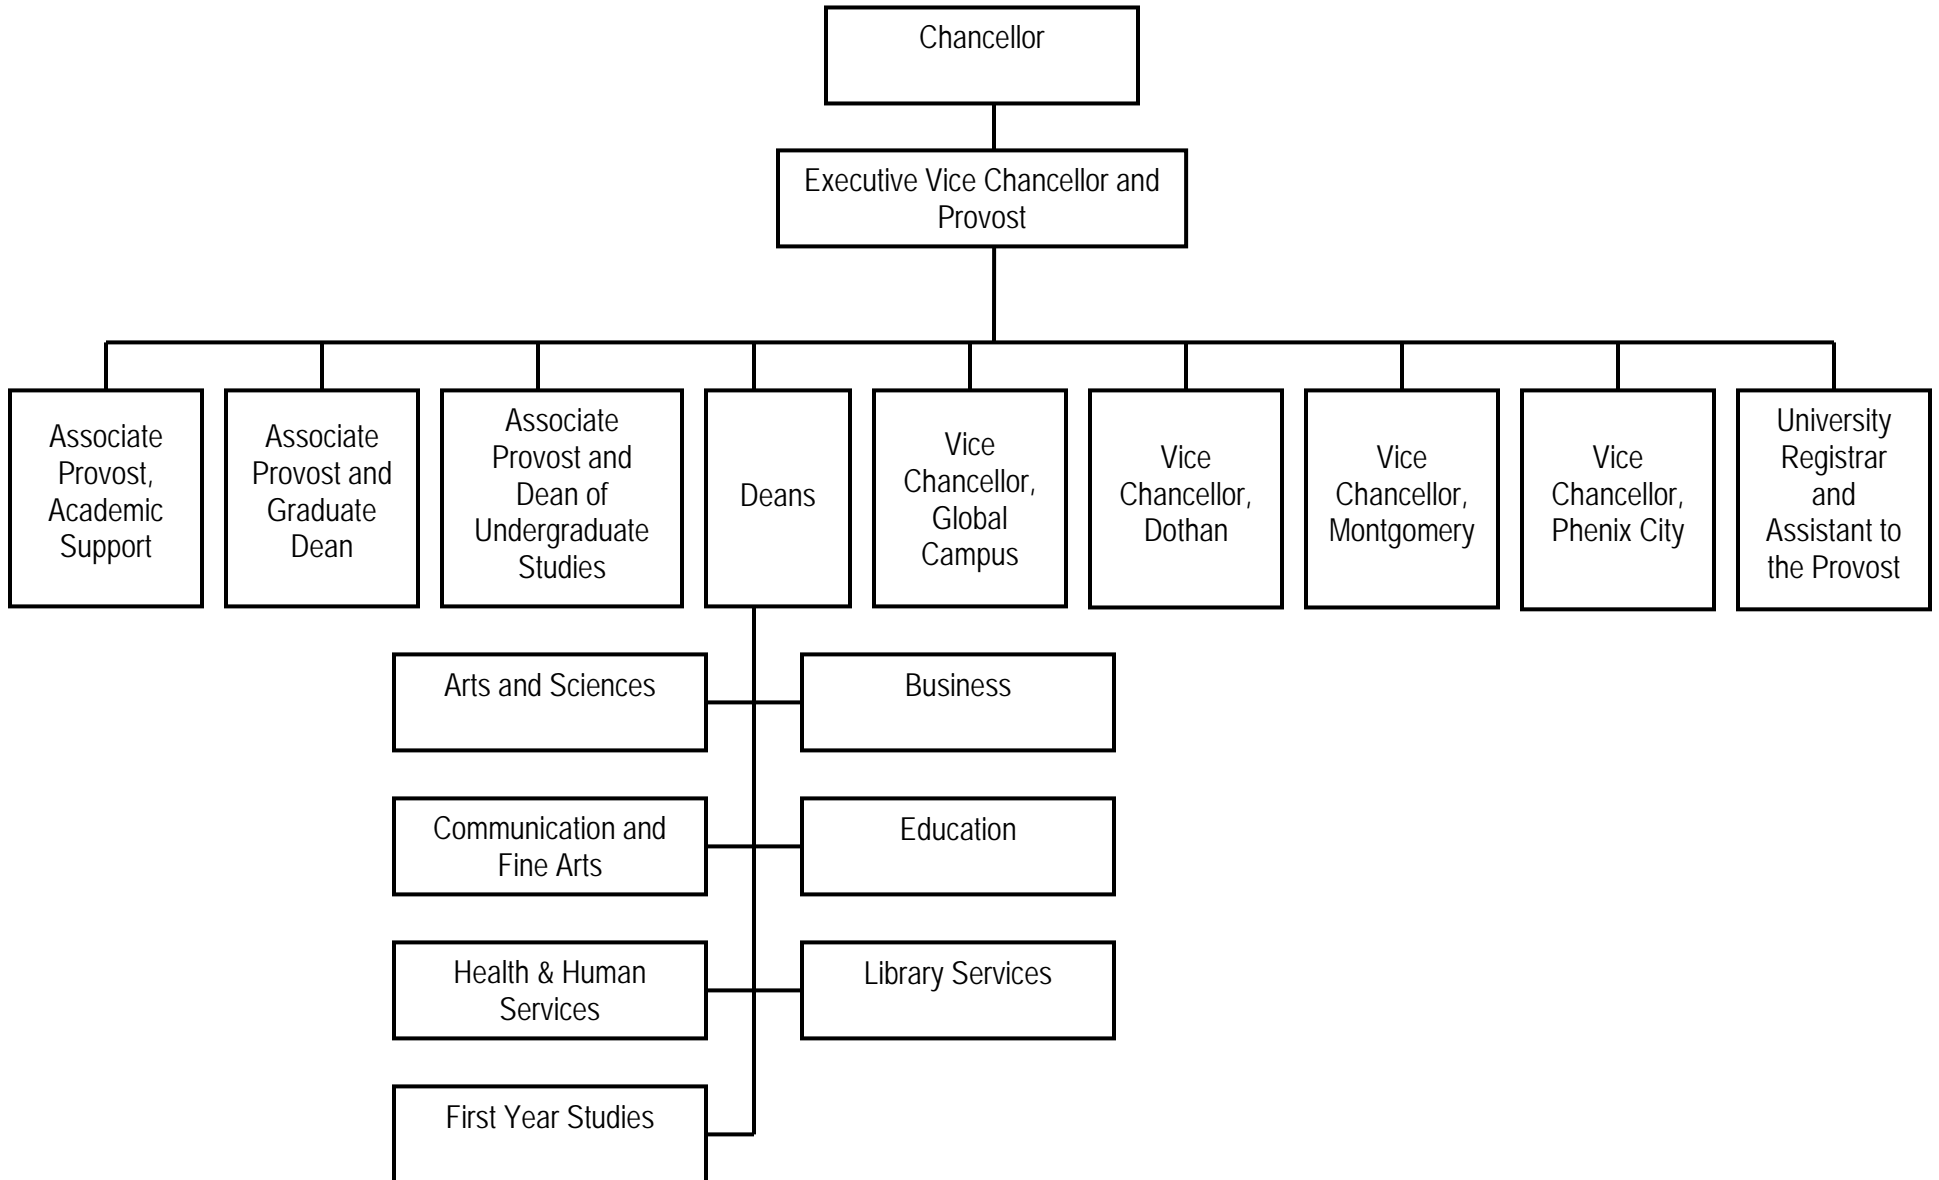 Chancellor
Executive Vice Chancellor and
Provost
Associate
Provost,
Academic
Support
Associate
Provost and
Graduate
Dean
Associate
Provost and
Dean of
Undergraduate
Studies
Deans
Vice
Chancellor,
Global
Campus
Vice
Chancellor,
Dothan
Vice
Chancellor,
Montgomery
Vice
Chancellor,
Phenix City
University
Registrar
and
Assistant to
the Provost
Arts and Sciences
Business
Communication and
Fine Arts
Education
Health & Human
Services
Library Services
First Year Studies